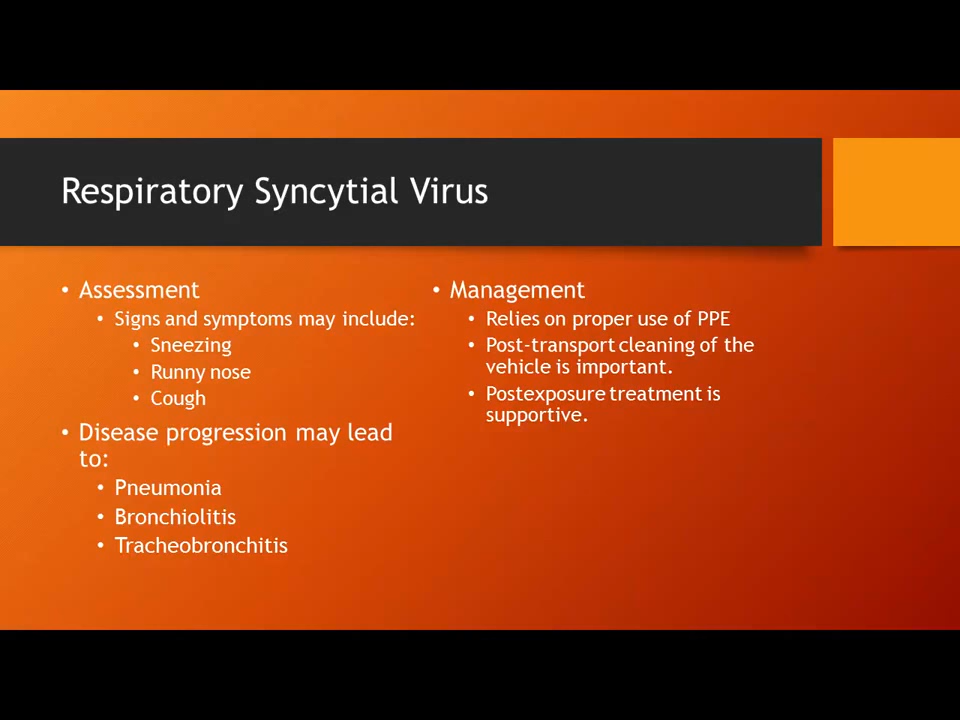 Respiratory Syncytial Virus
• Assessment
• Signs and symptoms may include:
• Sneezing
• Runny nose
• Cough
• Disease progression may lead
to:
• Pneumonia
• Bronchiolitis
• Tracheobronchitis
• Management
• Relies on proper use of PPE
• Post-transport cleaning of the
vehicle is important.
• Postexposure treatment is
supportive.